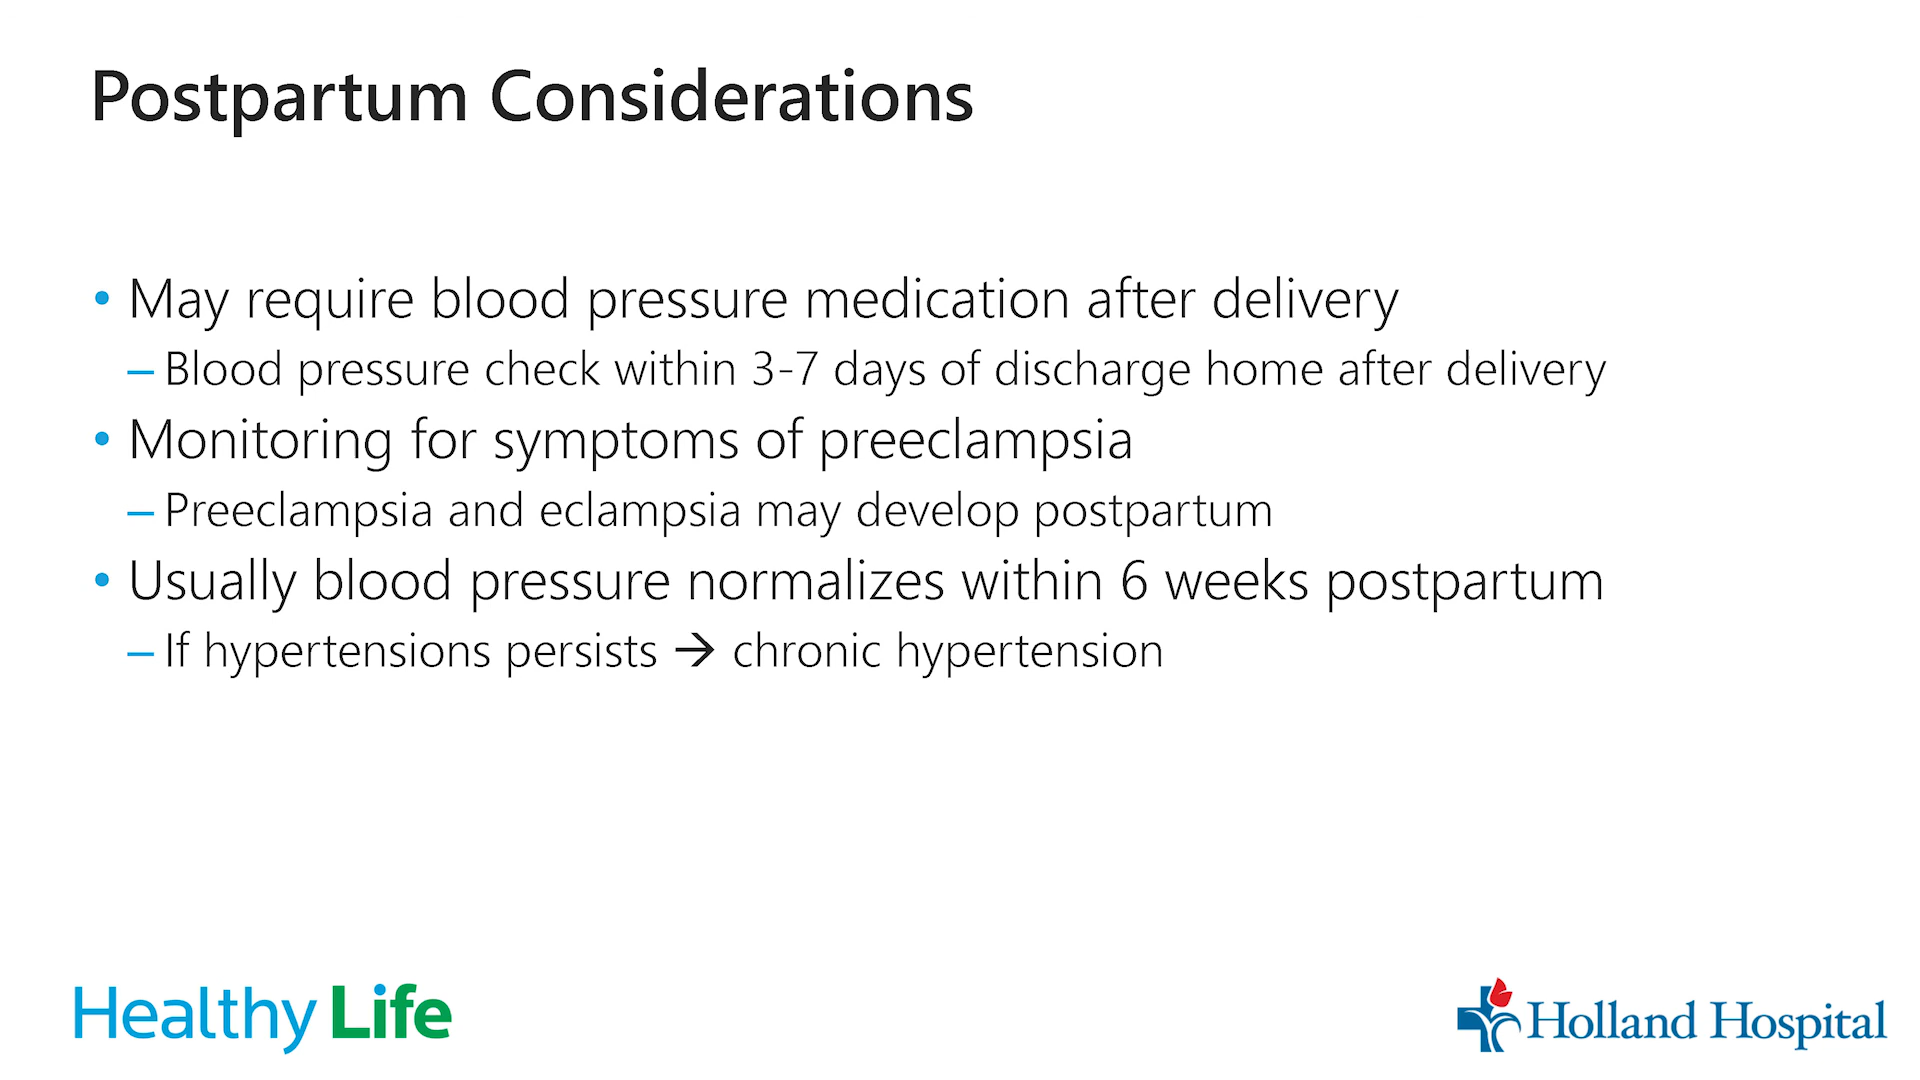 Postpartum Considerations
• May require blood pressure medication after delivery
– Blood pressure check within 3-7 days of discharge home after delivery
• Monitoring for symptoms of preeclampsia
– Preeclampsia and eclampsia may develop postpartum
• Usually blood pressure normalizes within 6 weeks postpartum
– If hypertensions persists → chronic hypertension
Healthy Life
Holland Hospital